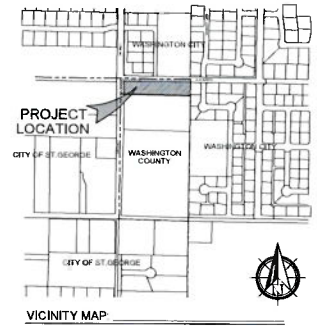 WASHINGTON CITY
PROJECT
LOCATION
CITY OF ST. GEORGE
WASHINGTON
COUNTY
WASHINGTON CITY
CITY OF ST. GEORGE
VICINITY MAP